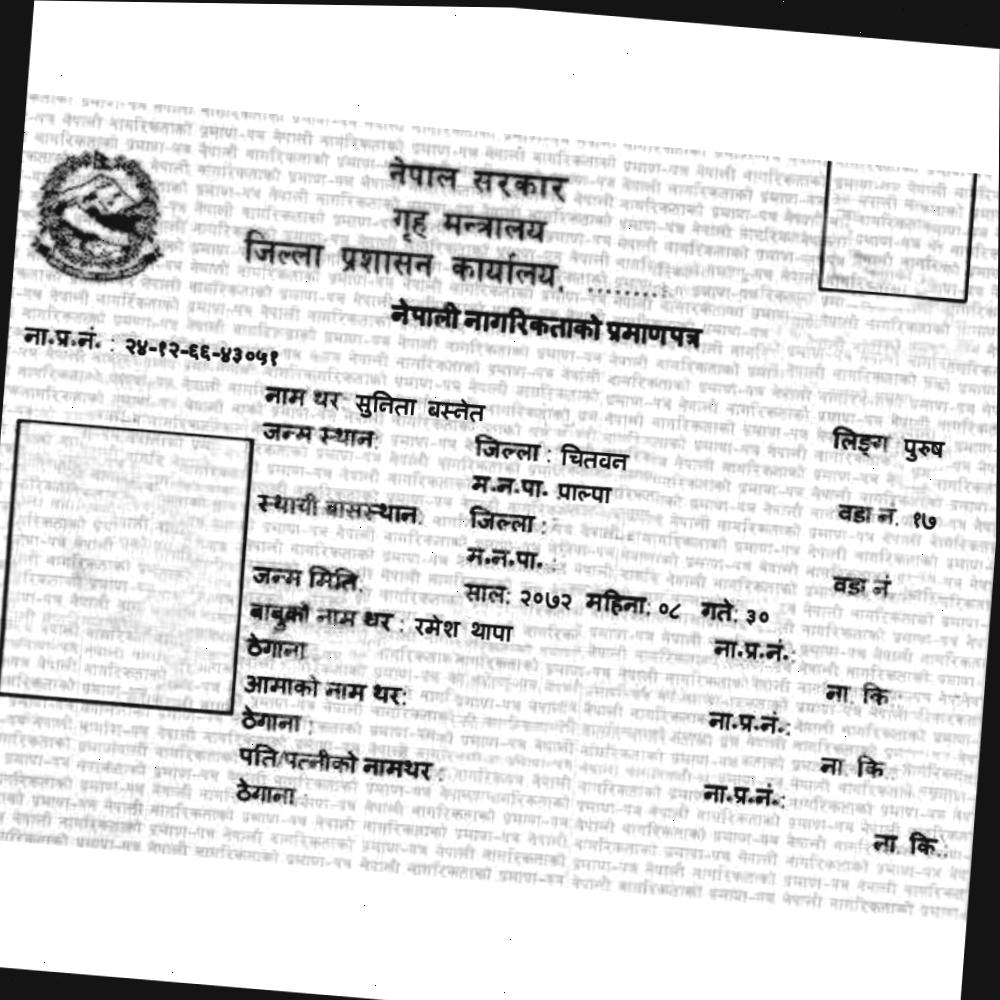 नेपाल सरकार
गृह मन्त्रालय
जिल्ला प्रशासन कार्यालय, .........
नेपाली नागरिकताको प्रमाणपत्र
ना.प्र.नं. : २४-१२-६६-४३०५१
नाम थर सुनिता बस्नेत लिङ्ग पुरुष
जन्म स्थान: जिल्ला : चितवन
म.न.पा. प्राल्पा वडा नं. १७
स्थायी बासस्थान: जिल्ला :
म.न.पा. : वडा नं
जन्म मिति: साल: २०७२ महिना: ०८ गते: ३०
बाबुको नाम थर : रमेश थापा ना.प्र.नं.:
ठेगाना ना. कि.:
आमाको नाम थर: ना.प्र.नं.:
ठेगाना : ना. कि.:
पति/पत्नीको नामथर : ना.प्र.नं.:
ठेगाना : ना. कि.: